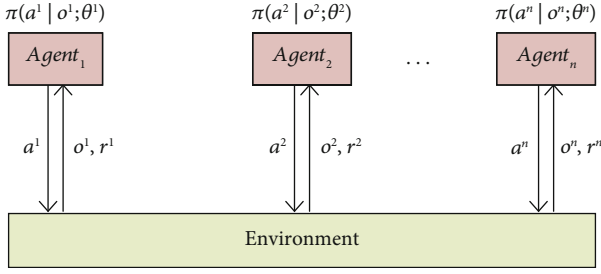 π(a¹ | o¹;θ¹) π(a² | o²;θ²) π(aⁿ | oⁿ;θⁿ)
Agent₁ Agent₂ ... Agentₙ
a¹ o¹, r¹ a² o², r² aⁿ oⁿ, rⁿ
Environment